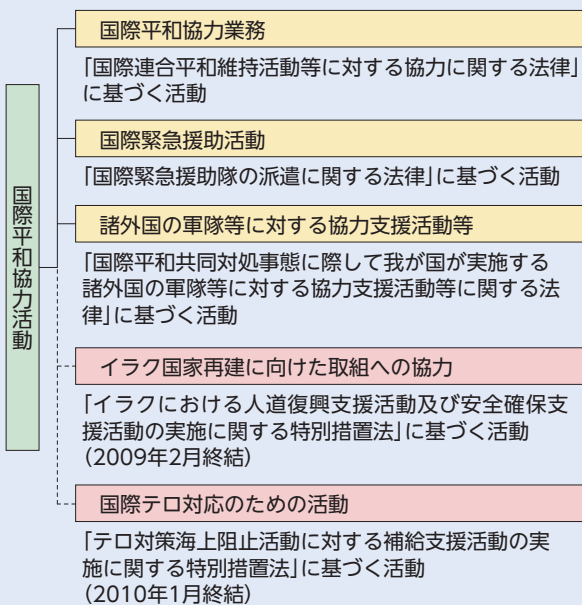 国際平和協力活動
国際平和協力業務
「国際連合平和維持活動等に対する協力に関する法律」
に基づく活動
国際緊急援助活動
「国際緊急援助隊の派遣に関する法律」に基づく活動
諸外国の軍隊等に対する協力支援活動等
「国際平和共同対処事態に際して我が国が実施する
諸外国の軍隊等に対する協力支援活動等に関する法
律」に基づく活動
イラク国家再建に向けた取組への協力
「イラクにおける人道復興支援活動及び安全確保支
援活動の実施に関する特別措置法」に基づく活動
(2009年2月終結)
国際テロ対応のための活動
「テロ対策海上阻止活動に対する補給支援活動の実
施に関する特別措置法」に基づく活動
(2010年1月終結)